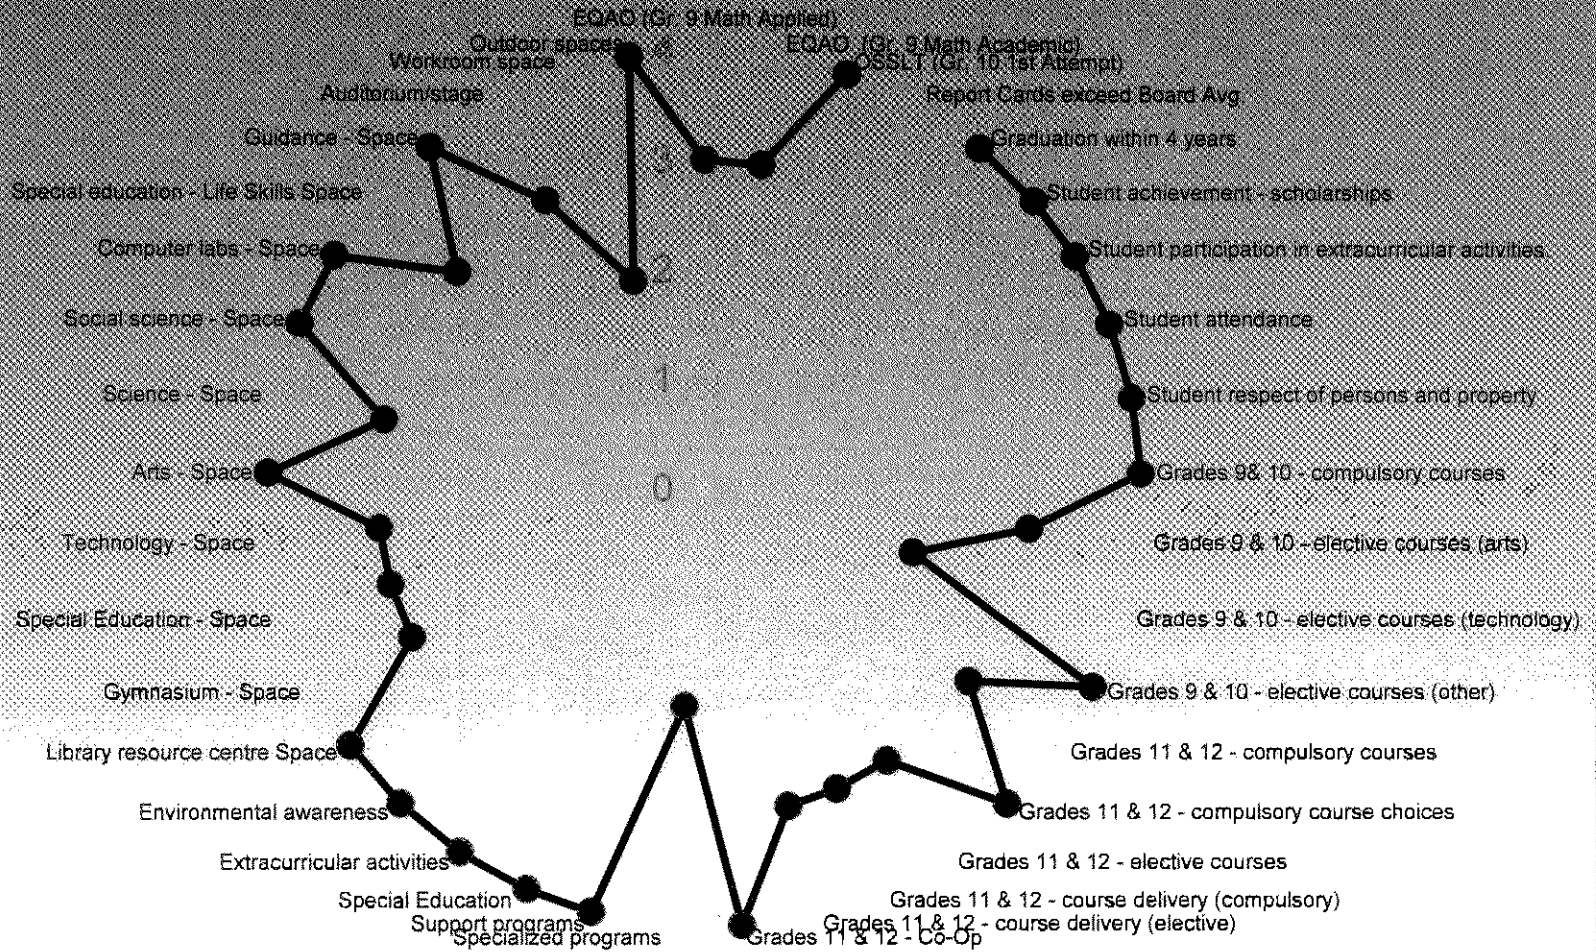 EQAO (Gr. 9 Math Applied)
EQAO (Gr. 9 Math Academic)
OSSLT (Gr. 10 1st Attempt)
Report Cards exceed Board Avg
Graduation within 4 years
Student achievement - scholarships
Student participation in extracurricular activities
Student attendance
Student respect of persons and property
Grades 9& 10 - compulsory courses
Grades 9 & 10 - elective courses (arts)
Grades 9 & 10 - elective courses (technology)
Grades 9 & 10 - elective courses (other)
Grades 11 & 12 - compulsory courses
Grades 11 & 12 - compulsory course choices
Grades 11 & 12 - elective courses
Grades 11 & 12 - course delivery (compulsory)
Grades 11 & 12 - course delivery (elective)
Grades 11 & 12 - Co-Op
Specialized programs
Support programs
Special Education
Extracurricular activities
Environmental awareness
Library resource centre Space
Gymnasium - Space
Special Education - Space
Technology - Space
Arts - Space
Science - Space
Social science - Space
Computer labs - Space
Special education - Life Skills Space
Guidance - Space
Auditorium/stage
Workroom space
Outdoor spaces
4
3
2
1
0